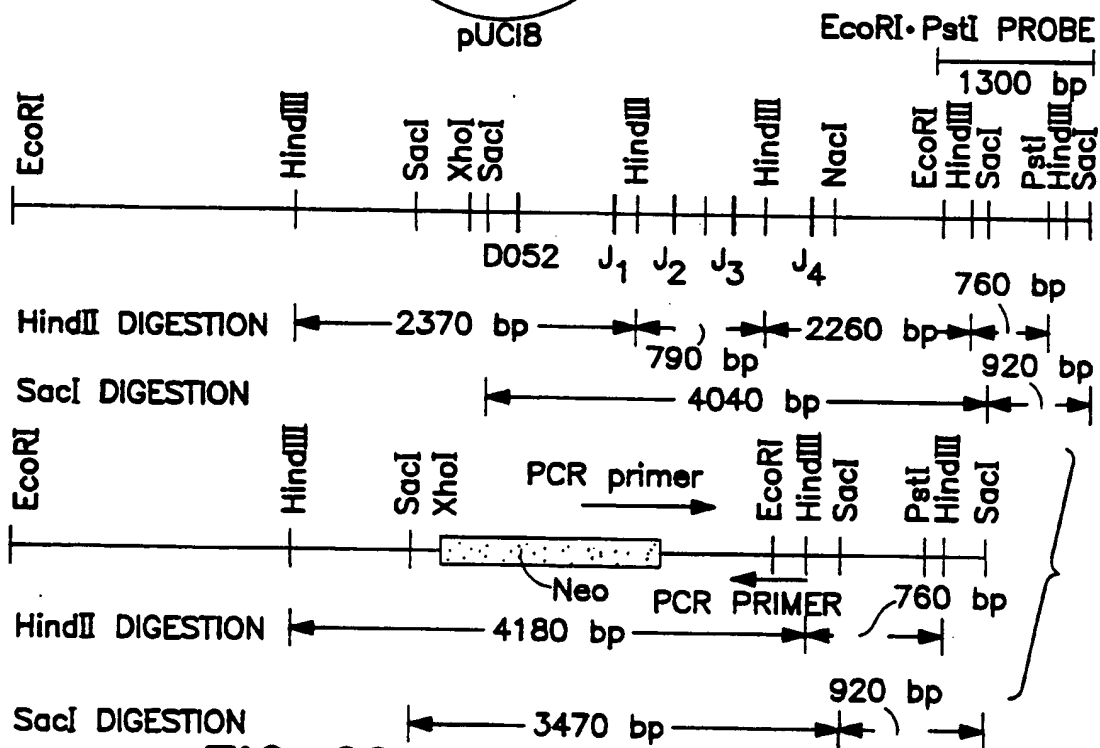 pUC18
EcoRI·PstI PROBE
1300 bp
EcoRI
HindIII
SacI
XhoI
SacI
HindIII
HindIII
NacI
EcoRI
HindIII
SacI
PstI
HindIII
SacI
D052
J1
J2
J3
J4
760 bp
HindII DIGESTION
2370 bp
790 bp
2260 bp
920 bp
SacI DIGESTION
4040 bp
EcoRI
HindIII
SacI
XhoI
PCR primer
EcoRI
HindIII
SacI
PstI
HindIII
SacI
Neo
PCR PRIMER
760 bp
HindII DIGESTION
4180 bp
920 bp
SacI DIGESTION
3470 bp